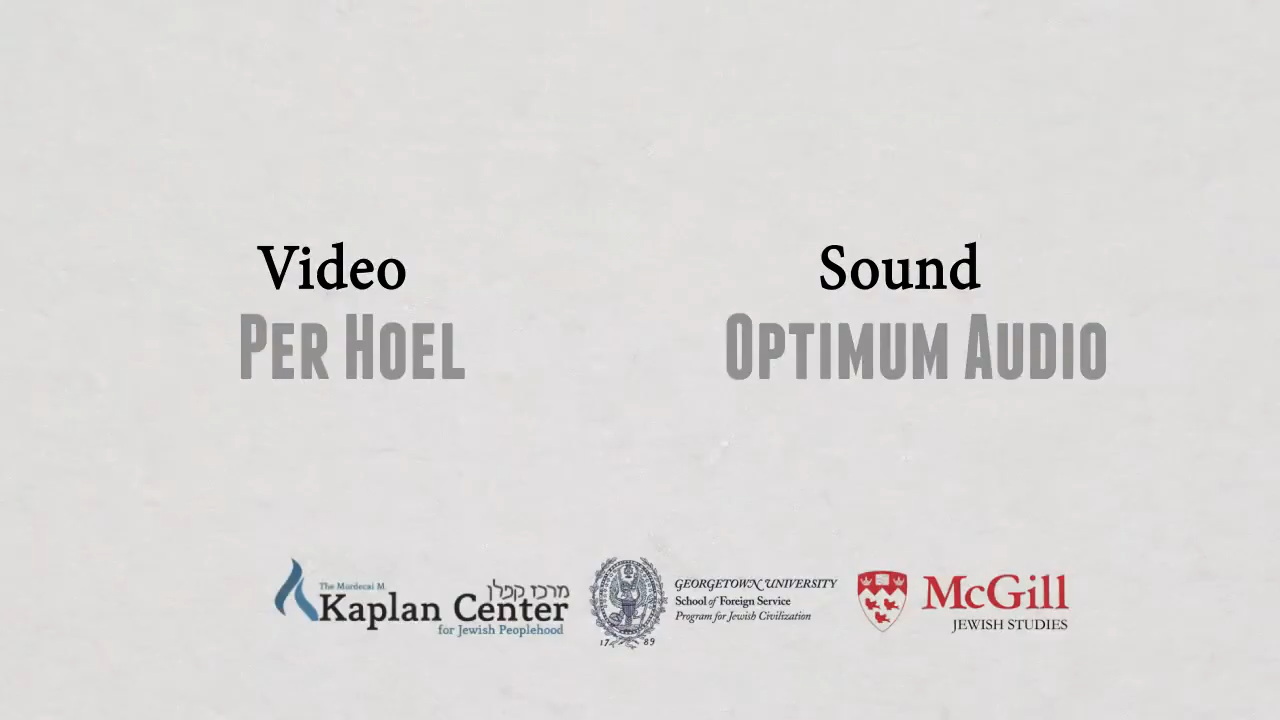 Video
PER HOEL
Sound
OPTIMUM AUDIO
The Mordecai M
מרכז קפלן
Kaplan Center
for Jewish Peoplehood
17 89
GEORGETOWN UNIVERSITY
School of Foreign Service
Program for Jewish Civilization
McGill
JEWISH STUDIES